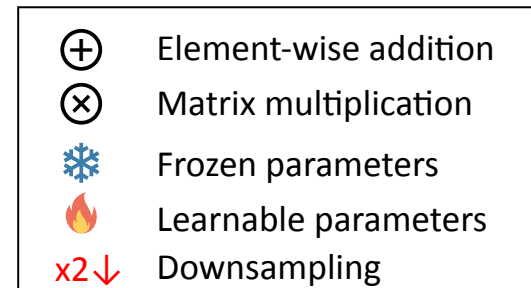 ⊕ Element-wise addition
⊗ Matrix multiplication
Frozen parameters
Learnable parameters
x2↓ Downsampling